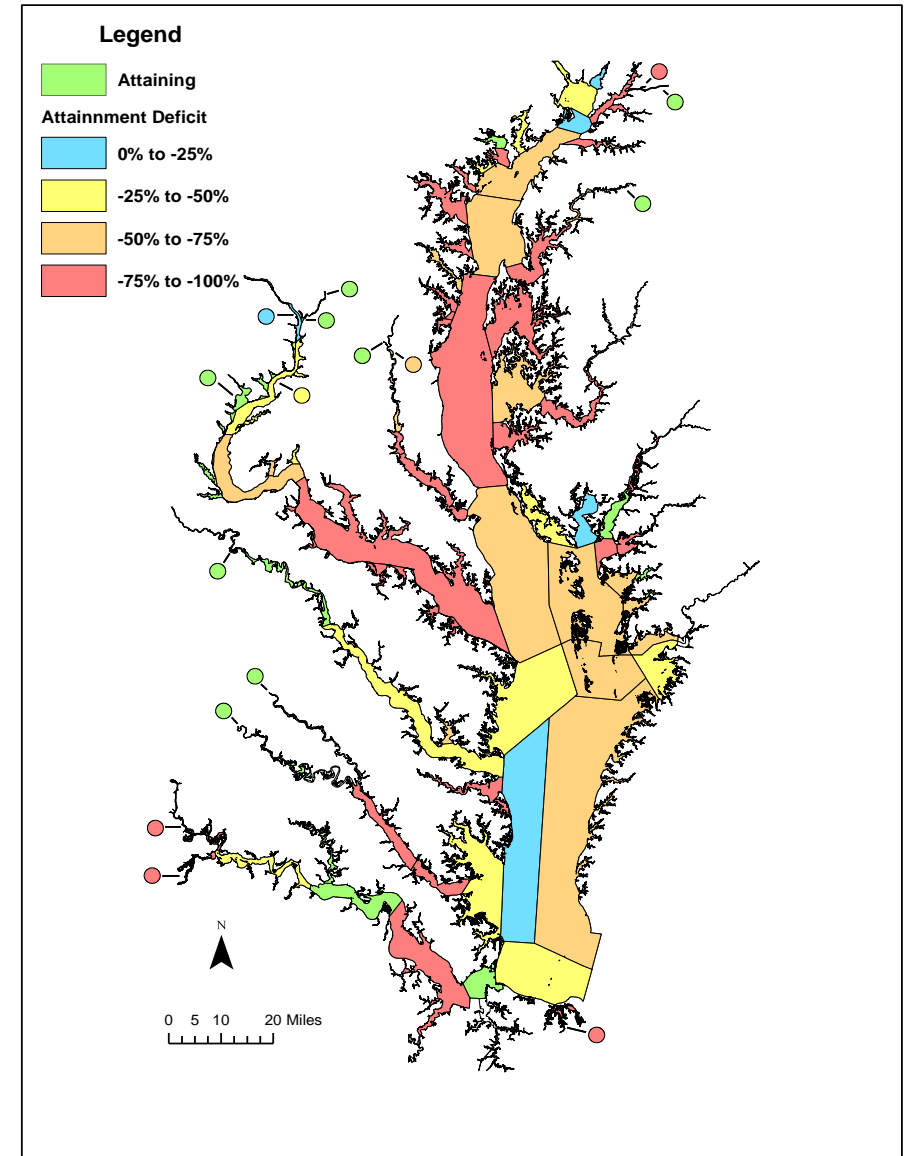 Legend
Attaining
Attainnment Deficit
0% to -25%
-25% to -50%
-50% to -75%
-75% to -100%
N
0 5 10 20 Miles